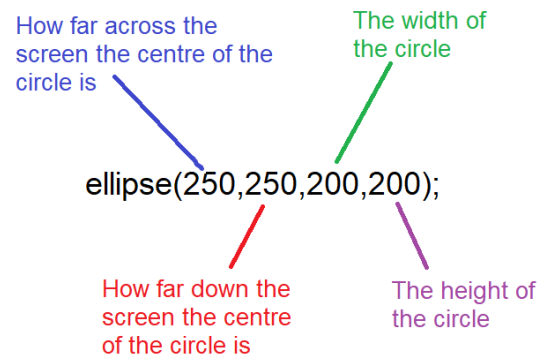 How far across the
screen the centre of the
circle is
The width of
the circle
ellipse(250,250,200,200);
How far down the
screen the centre
of the circle is
The height of
the circle